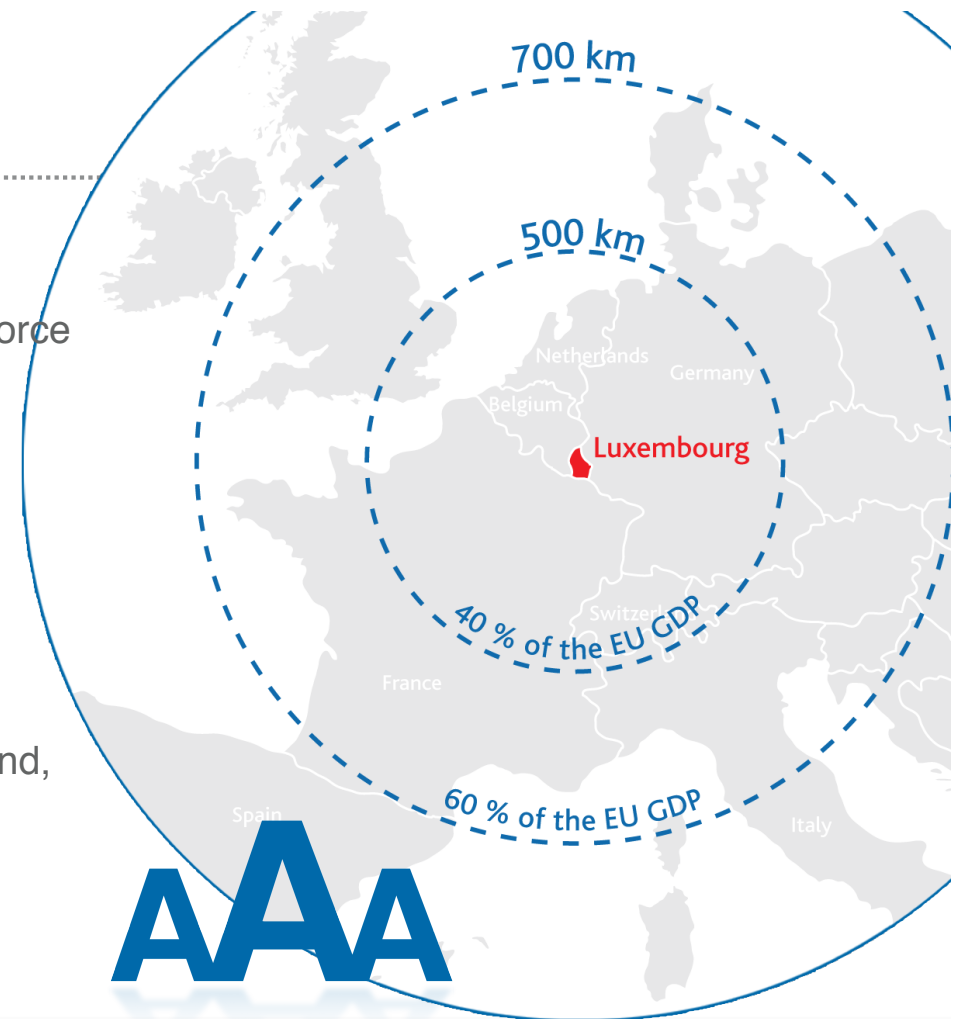 700 km
500 km
orce
Netherlands
Germany
Belgium
Luxembourg
Switzerl
40 % of the EU GDP
France
nd,
60 % of the EU GDP
Spain
Italy
AAA